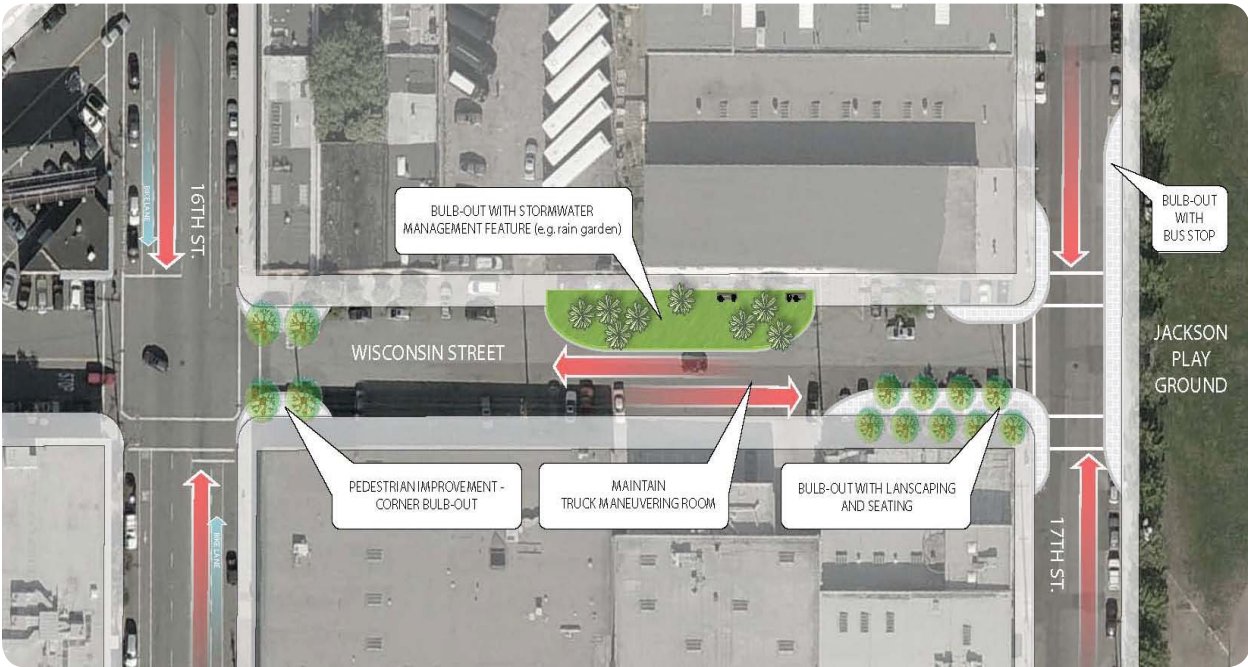 BIKE LANE
16TH ST.
BULB-OUT WITH STORMWATER
MANAGEMENT FEATURE (e.g. rain garden)
BULB-OUT
WITH
BUS STOP
WISCONSIN STREET
JACKSON
PLAY
GROUND
STOP
PEDESTRIAN IMPROVEMENT -
CORNER BULB-OUT
MAINTAIN
TRUCK MANEUVERING ROOM
BULB-OUT WITH LANSCAPING
AND SEATING
BIKE LANE
17TH ST.